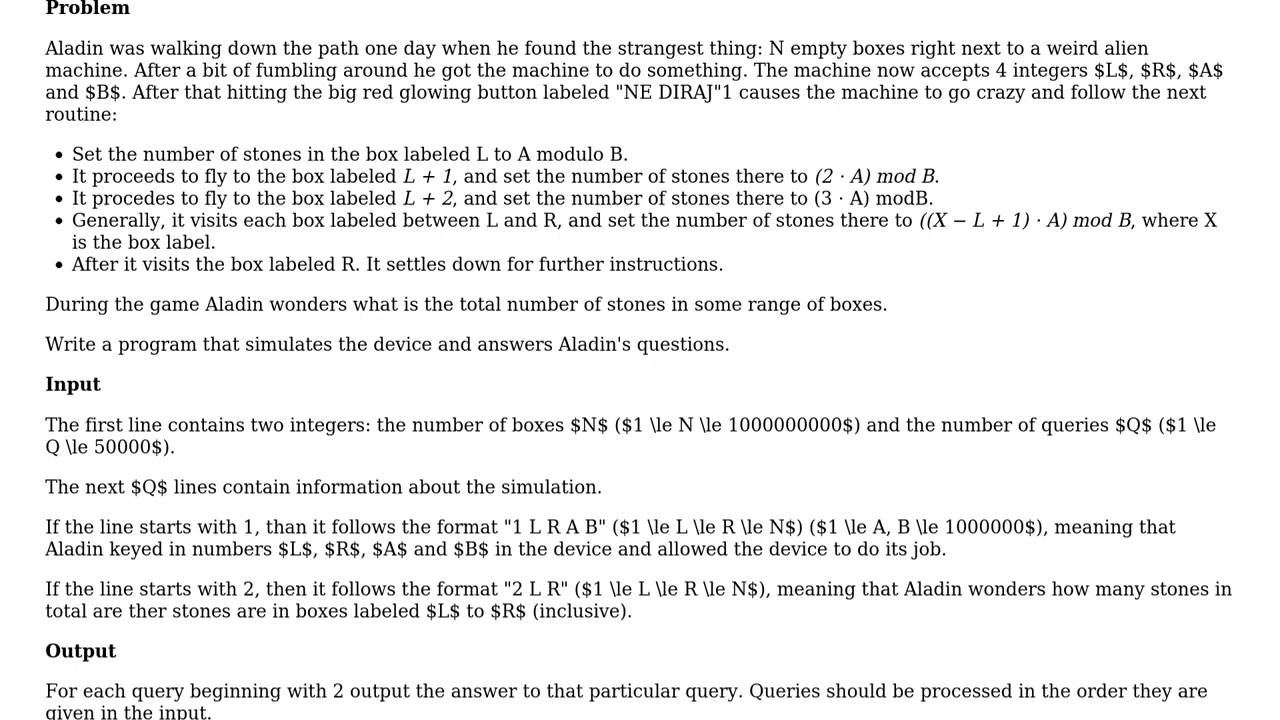 Problem
Aladin was walking down the path one day when he found the strangest thing: N empty boxes right next to a weird alien
machine. After a bit of fumbling around he got the machine to do something. The machine now accepts 4 integers $L$, $R$, $A$
and $B$. After that hitting the big red glowing button labeled "NE DIRAJ"1 causes the machine to go crazy and follow the next
routine:
• Set the number of stones in the box labeled L to A modulo B.
• It proceeds to fly to the box labeled L + 1, and set the number of stones there to (2 · A) mod B.
• It procedes to fly to the box labeled L + 2, and set the number of stones there to (3 · A) modB.
• Generally, it visits each box labeled between L and R, and set the number of stones there to ((X − L + 1) · A) mod B, where X
is the box label.
• After it visits the box labeled R. It settles down for further instructions.
During the game Aladin wonders what is the total number of stones in some range of boxes.
Write a program that simulates the device and answers Aladin's questions.
Input
The first line contains two integers: the number of boxes $N$ ($1 \le N \le 1000000000$) and the number of queries $Q$ ($1 \le
Q \le 50000$).
The next $Q$ lines contain information about the simulation.
If the line starts with 1, than it follows the format "1 L R A B" ($1 \le L \le R \le N$) ($1 \le A, B \le 1000000$), meaning that
Aladin keyed in numbers $L$, $R$, $A$ and $B$ in the device and allowed the device to do its job.
If the line starts with 2, then it follows the format "2 L R" ($1 \le L \le R \le N$), meaning that Aladin wonders how many stones in
total are ther stones are in boxes labeled $L$ to $R$ (inclusive).
Output
For each query beginning with 2 output the answer to that particular query. Queries should be processed in the order they are
given in the input.